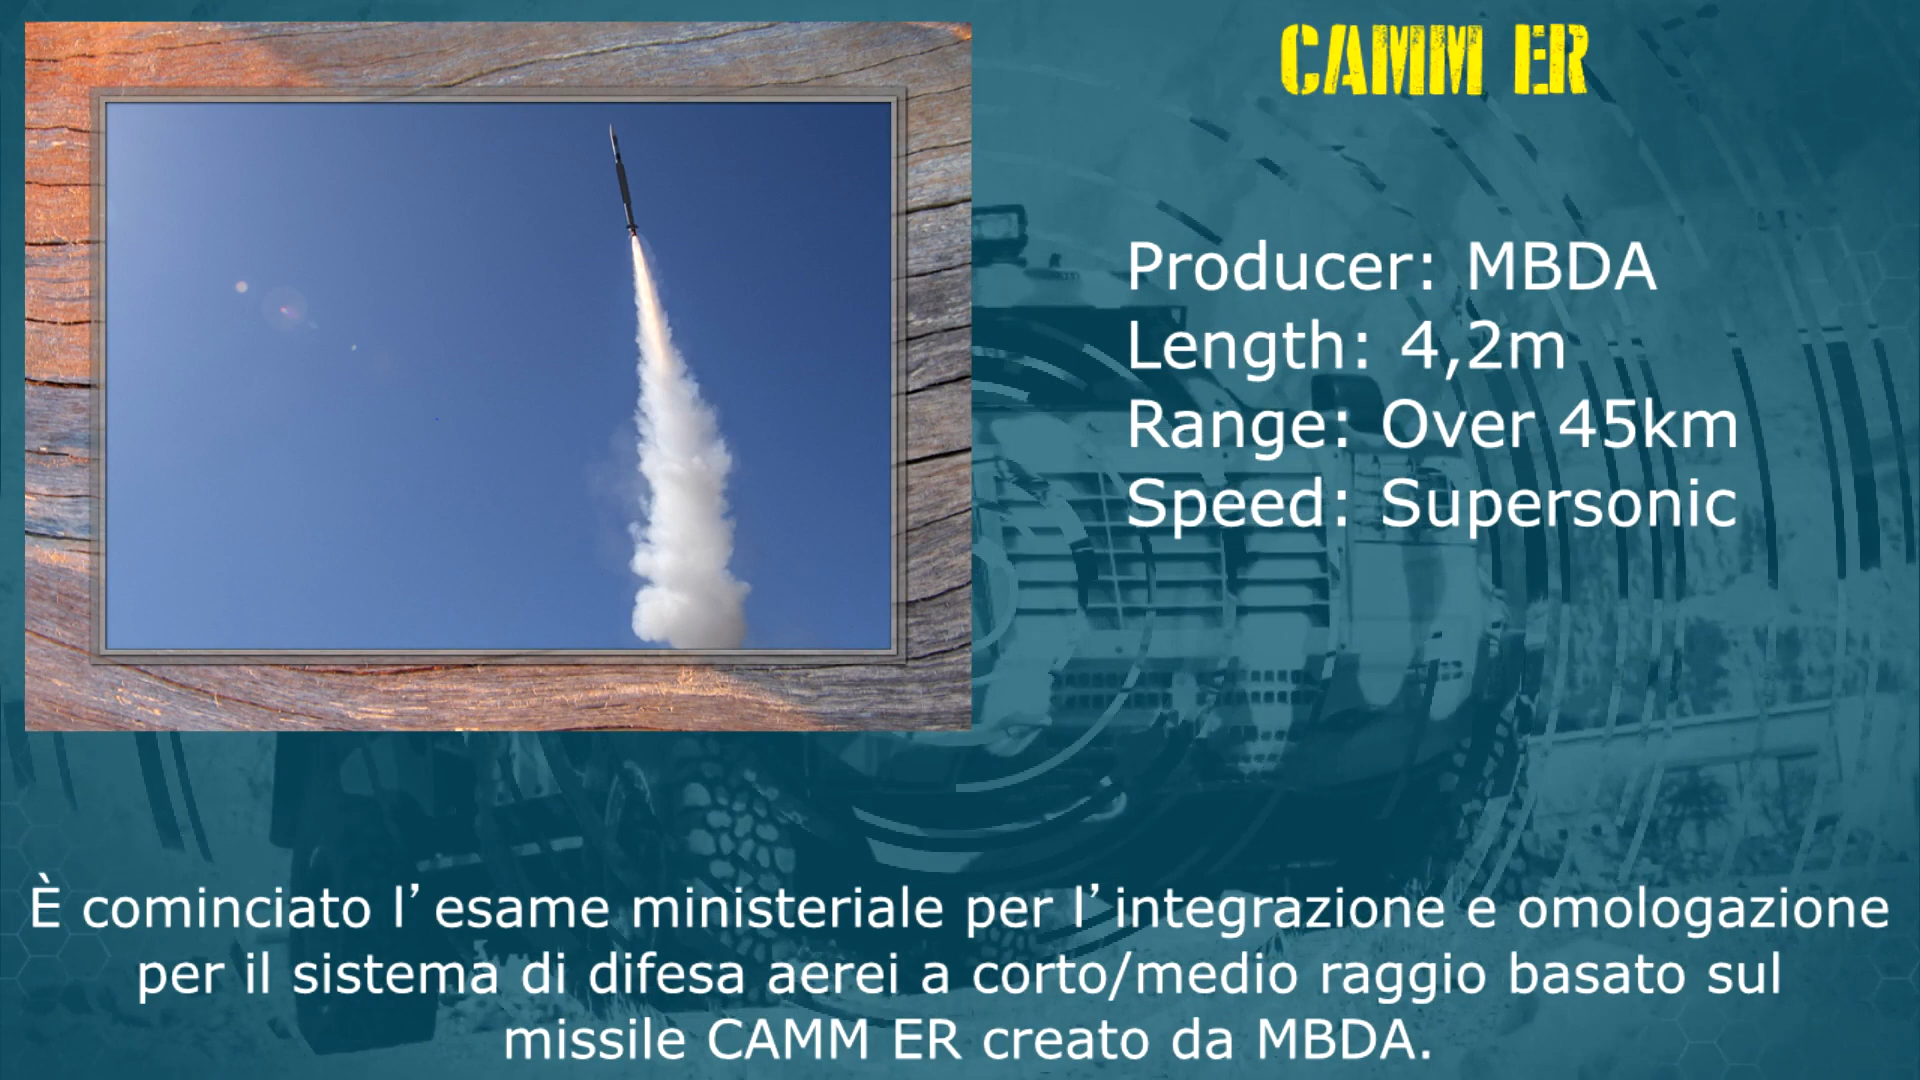 CAMM ER
Producer: MBDA
Length: 4,2m
Range: Over 45km
Speed: Supersonic
È cominciato l’esame ministeriale per l’integrazione e omologazione
per il sistema di difesa aerei a corto/medio raggio basato sul
missile CAMM ER creato da MBDA.